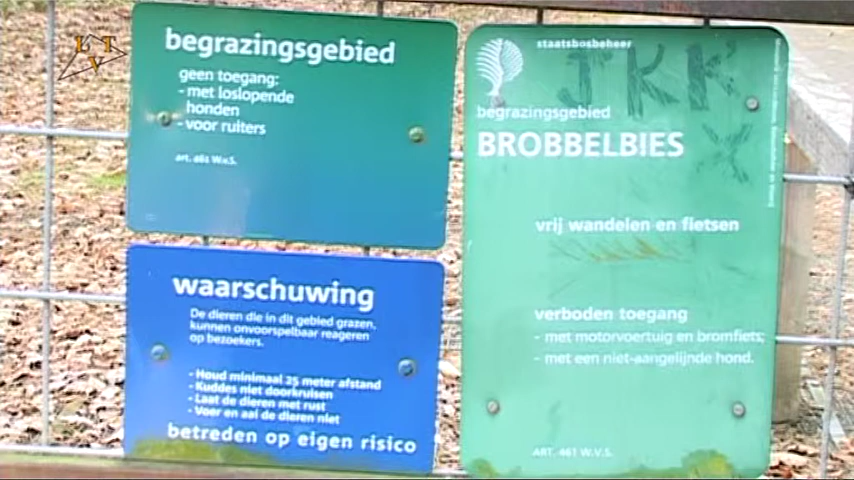 LTV
begrazingsgebied
geen toegang:
- met loslopende
honden
- voor ruiters
art. 461 W.v.S.
waarschuwing
De dieren die in dit gebied grazen,
kunnen onvoorspelbaar reageren
op bezoekers.
- Houd minimaal 25 meter afstand
- Kuddes niet doorkruisen
- Laat de dieren met rust
- Voer en aai de dieren niet
betreden op eigen risico
staatsbosbeheer
JKK
X
begrazingsgebied
BROBBELBIES
vrij wandelen en fietsen
verboden toegang
- met motorvoertuig en bromfiets;
- met een niet-aangelijnde hond.
ART. 461 W.V.S.